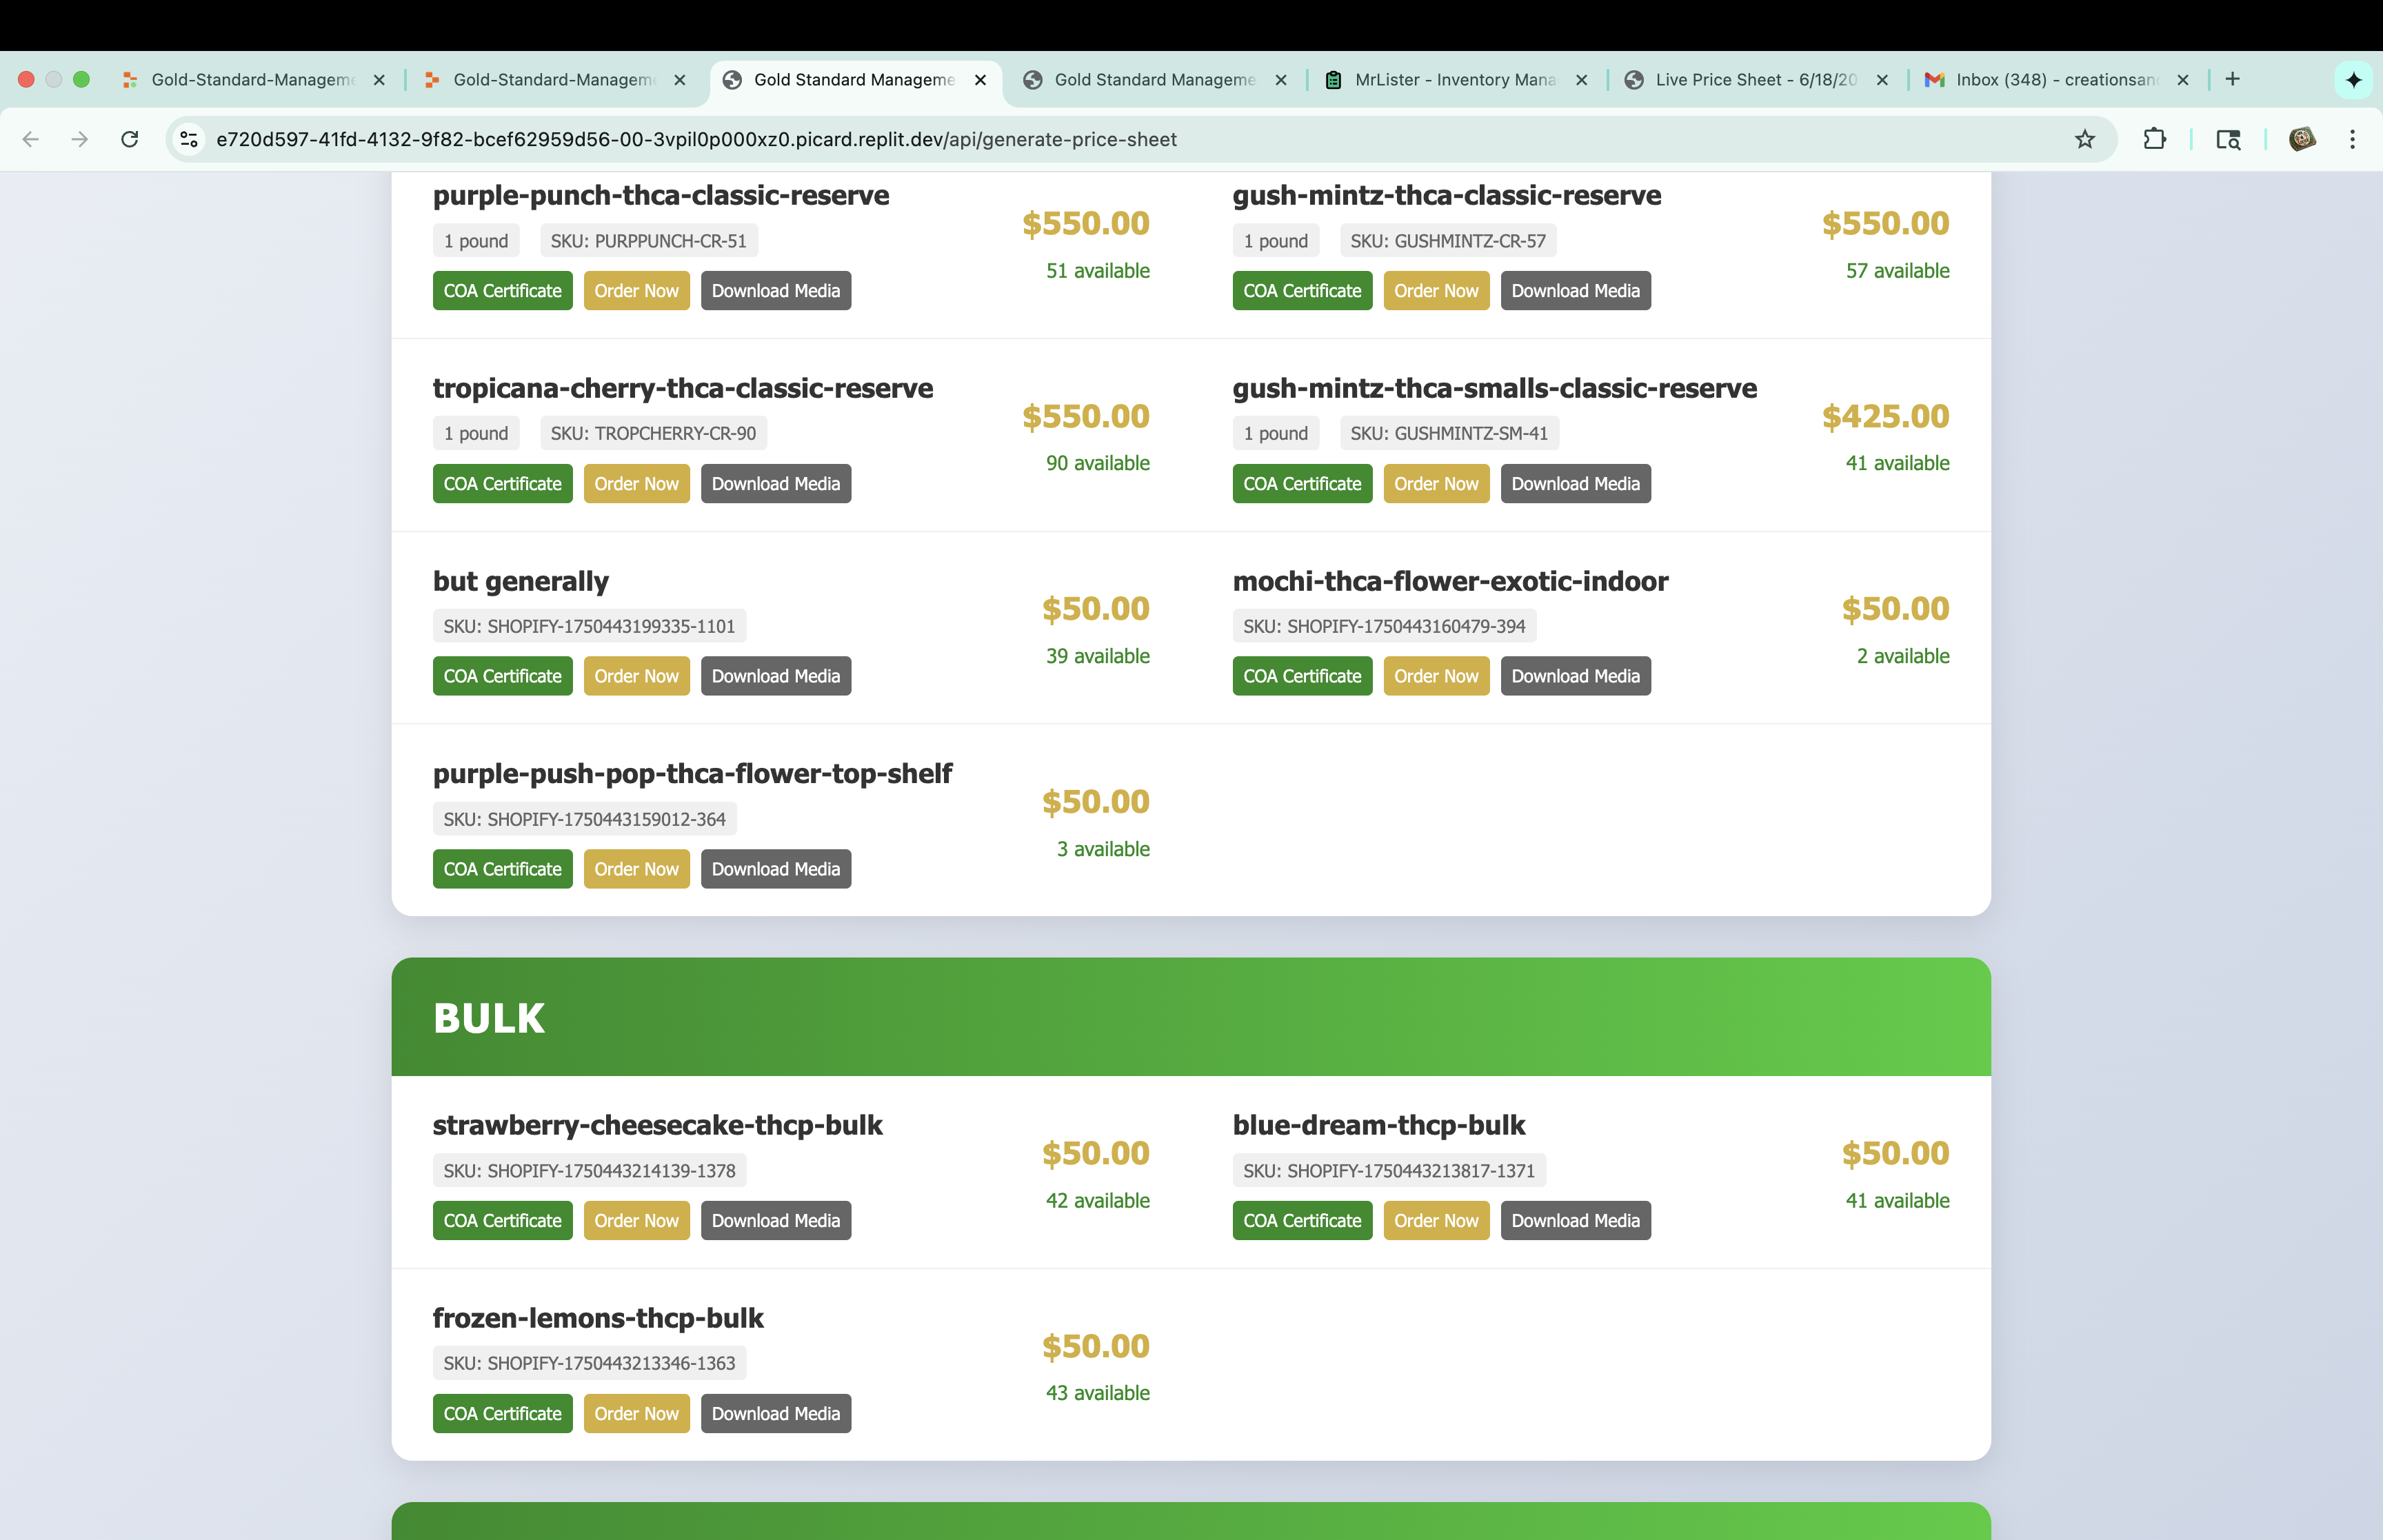 Gold-Standard-Manageme
Gold-Standard-Managem
Gold Standard Manageme
Gold Standard Manageme
MrLister - Inventory Mana
Live Price Sheet - 6/18/20
Inbox (348) - creationsan
e720d597-41fd-4132-9f82-bcef62959d56-00-3vpil0p000xz0.picard.replit.dev/api/generate-price-sheet
purple-punch-thca-classic-reserve
1 pound SKU: PURPPUNCH-CR-51
$550.00
51 available
COA Certificate Order Now Download Media
gush-mintz-thca-classic-reserve
1 pound SKU: GUSHMINTZ-CR-57
$550.00
57 available
COA Certificate Order Now Download Media
tropicana-cherry-thca-classic-reserve
1 pound SKU: TROPCHERRY-CR-90
$550.00
90 available
COA Certificate Order Now Download Media
gush-mintz-thca-smalls-classic-reserve
1 pound SKU: GUSHMINTZ-SM-41
$425.00
41 available
COA Certificate Order Now Download Media
but generally
SKU: SHOPIFY-1750443199335-1101
$50.00
39 available
COA Certificate Order Now Download Media
mochi-thca-flower-exotic-indoor
SKU: SHOPIFY-1750443160479-394
$50.00
2 available
COA Certificate Order Now Download Media
purple-push-pop-thca-flower-top-shelf
SKU: SHOPIFY-1750443159012-364
$50.00
3 available
COA Certificate Order Now Download Media
BULK
strawberry-cheesecake-thcp-bulk
SKU: SHOPIFY-1750443214139-1378
$50.00
42 available
COA Certificate Order Now Download Media
blue-dream-thcp-bulk
SKU: SHOPIFY-1750443213817-1371
$50.00
41 available
COA Certificate Order Now Download Media
frozen-lemons-thcp-bulk
SKU: SHOPIFY-1750443213346-1363
$50.00
43 available
COA Certificate Order Now Download Media